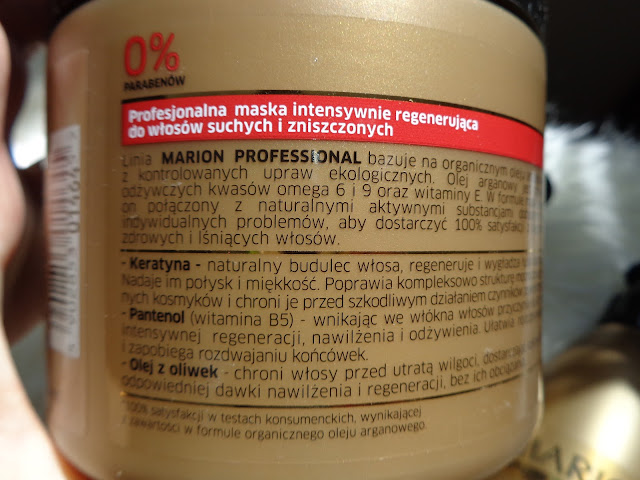 0%
PARABENÓW
Profesjonalna maska intensywnie regenerująca
do włosów suchych i zniszczonych
Linia MARION PROFESSIONAL bazuje na organicznym oleju
z kontrolowanych upraw ekologicznych. Olej arganowy
odżywczych kwasów omega 6 i 9 oraz witaminy E. W formule
on połączony z naturalnymi aktywnymi substancjami
indywidualnych problemów, aby dostarczyć 100% satysfakcji
zdrowych i lśniących włosów.
- Keratyna - naturalny budulec włosa, regeneruje i wygładza
Nadaje im połysk i miękkość. Poprawia kompleksowo strukturę
nych kosmyków i chroni je przed szkodliwym działaniem czynników
- Pantenol (witamina B5) - wnikając we włókna włosów
intensywnej regeneracji, nawilżenia i odżywienia. Ułatwia
i zapobiega rozdwajaniu końcówek.
- Olej z oliwek - chroni włosy przed utratą wilgoci,
odpowiedniej dawki nawilżenia i regeneracji, bez ich
100% satysfakcji w testach konsumenckich, wynikającej
z zawartości w formule organicznego oleju arganowego.